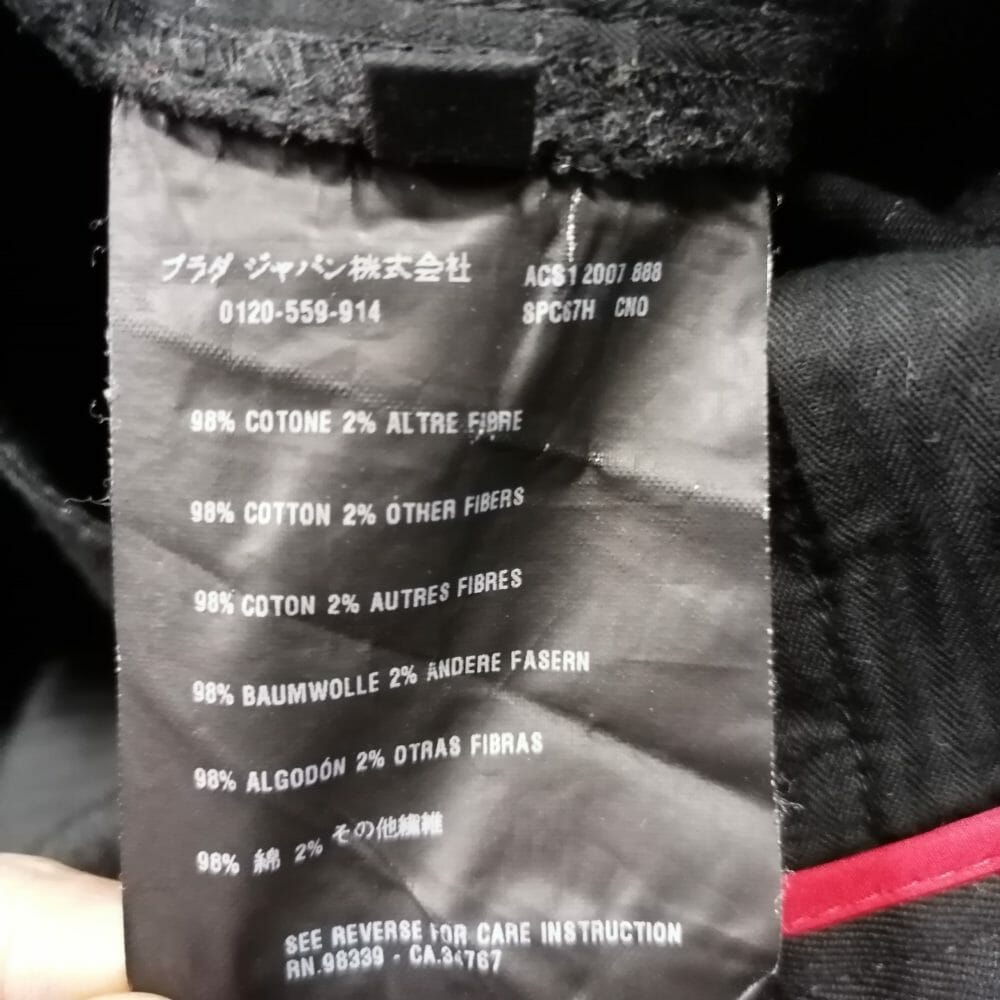 プラダ ジャパン株式会社
0120-559-914
ACS1 2007 888
SPC67H CNO
98% COTONE 2% ALTRE FIBRE
98% COTTON 2% OTHER FIBERS
98% COTON 2% AUTRES FIBRES
98% BAUMWOLLE 2% ANDERE FASERN
98% ALGODÓN 2% OTRAS FIBRAS
98% 綿 2% その他繊維
SEE REVERSE FOR CARE INSTRUCTION
RN.98339 - CA.34767